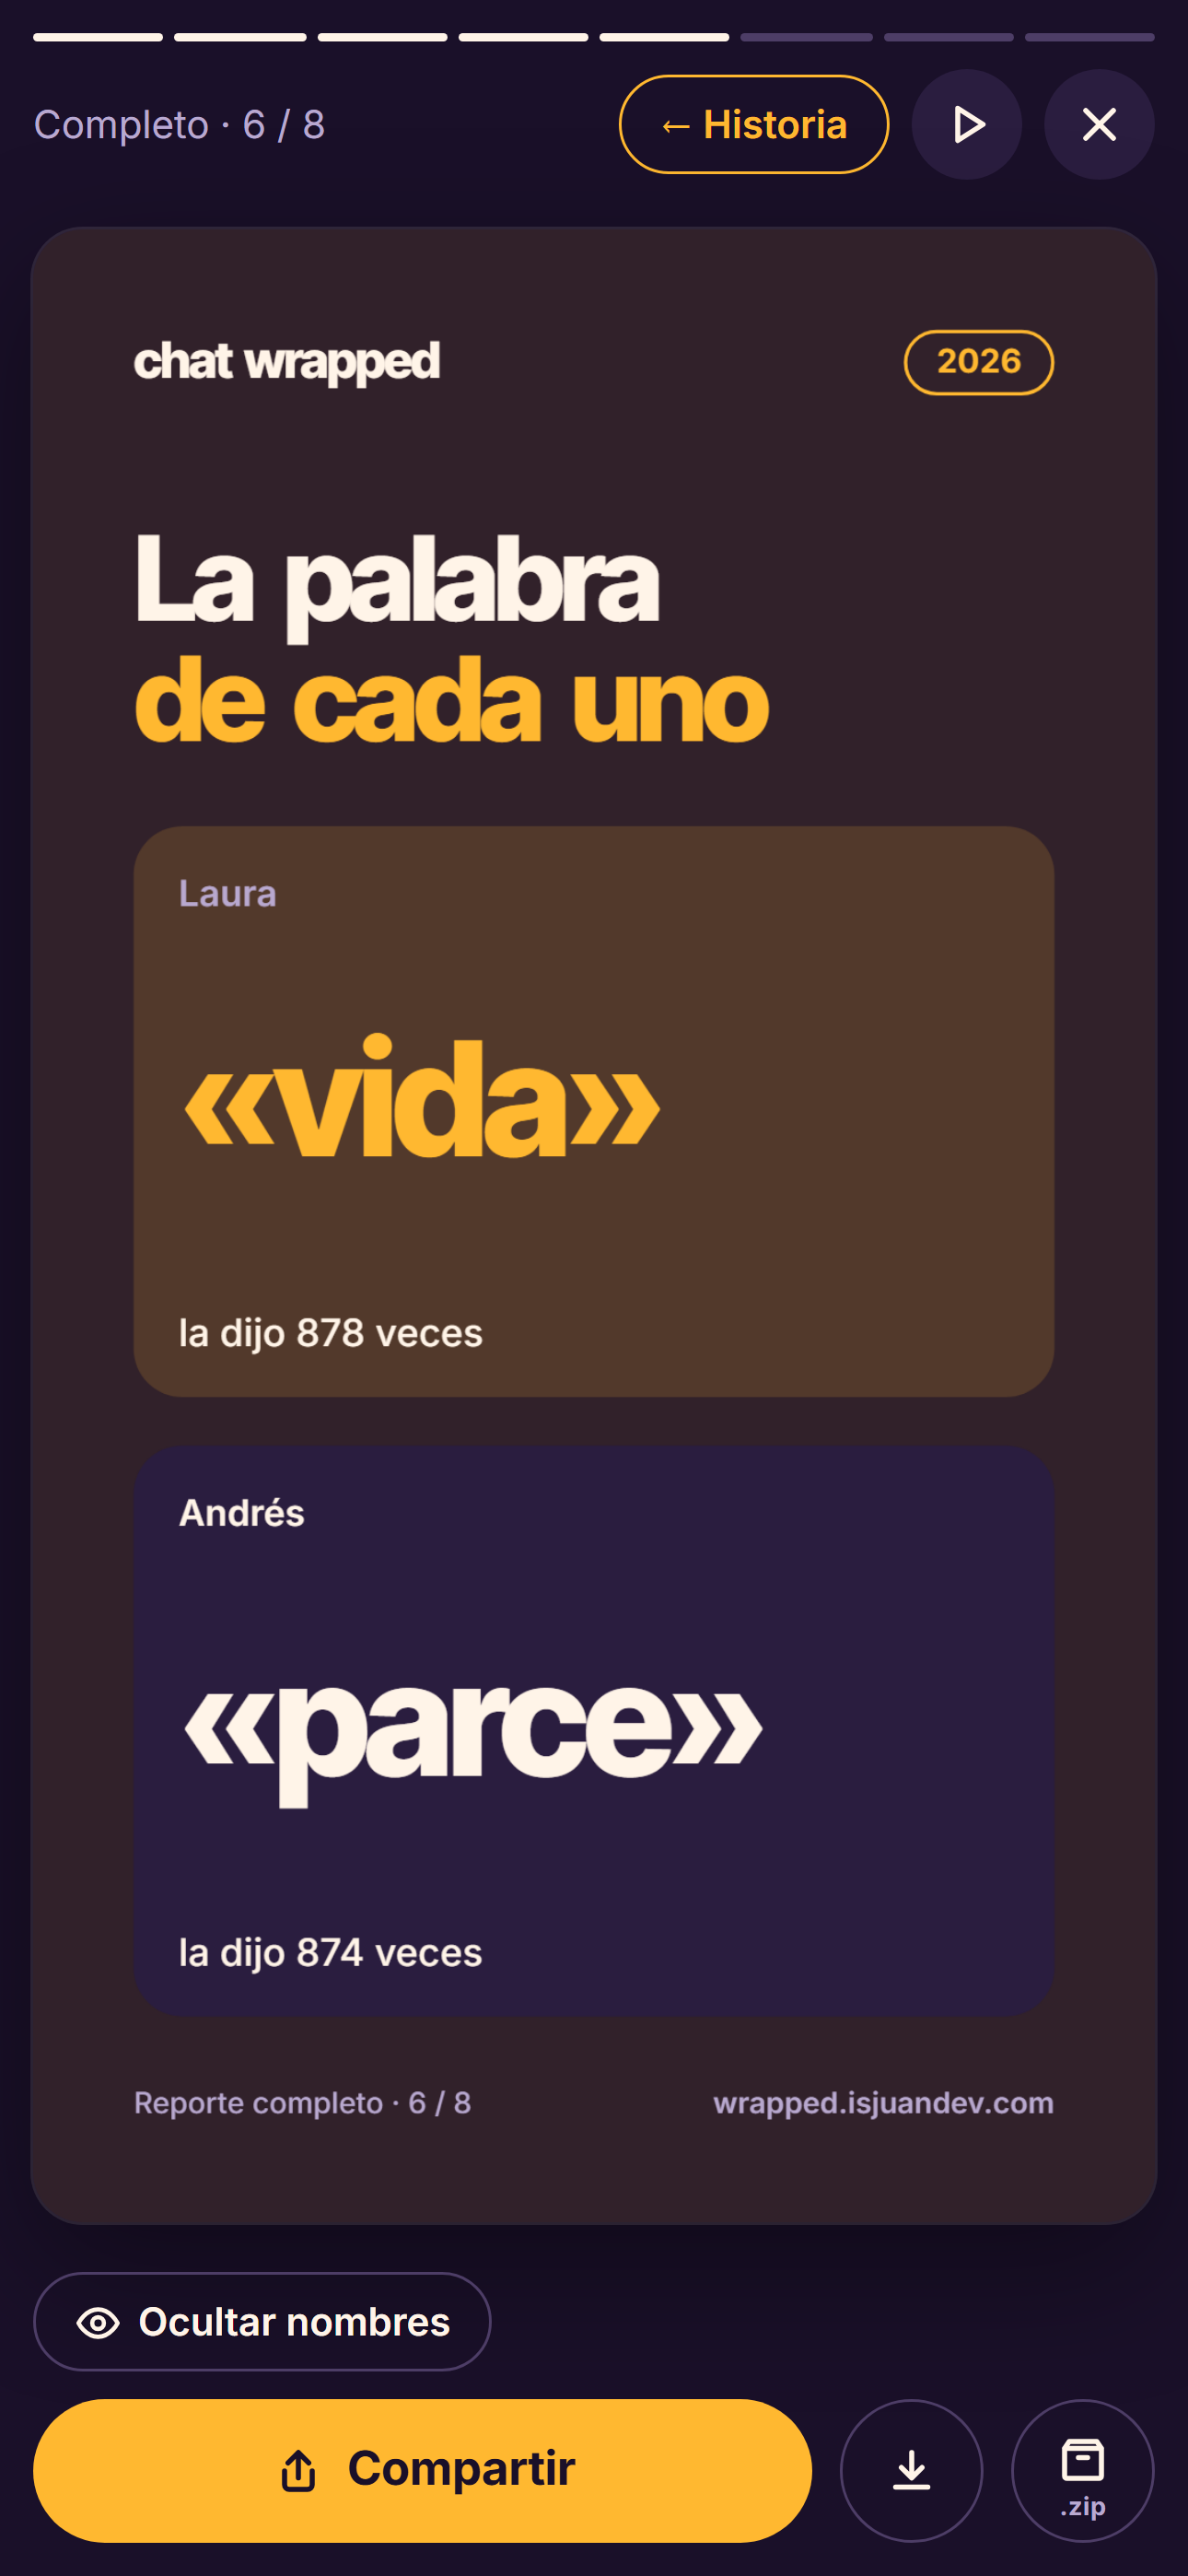 Completo · 6 / 8
← Historia
chat wrapped
2026
La palabra
de cada uno
Laura
«vida»
la dijo 878 veces
Andrés
«parce»
la dijo 874 veces
Reporte completo · 6 / 8
wrapped.isjuandev.com
Ocultar nombres
Compartir
.zip